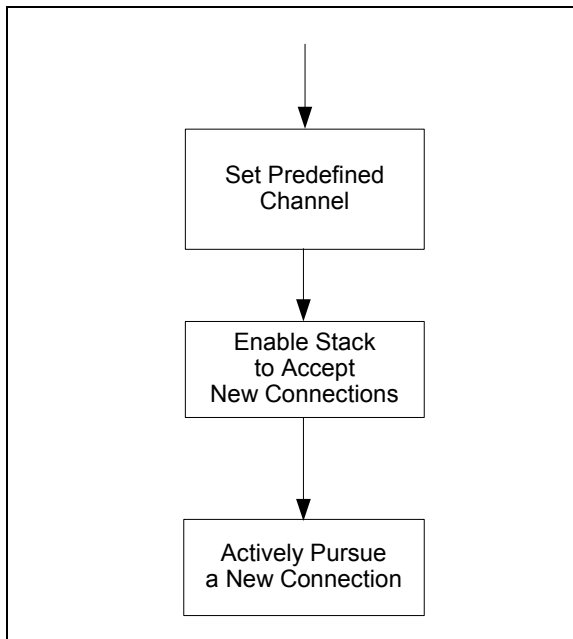 Set Predefined
Channel
Enable Stack
to Accept
New Connections
Actively Pursue
a New Connection